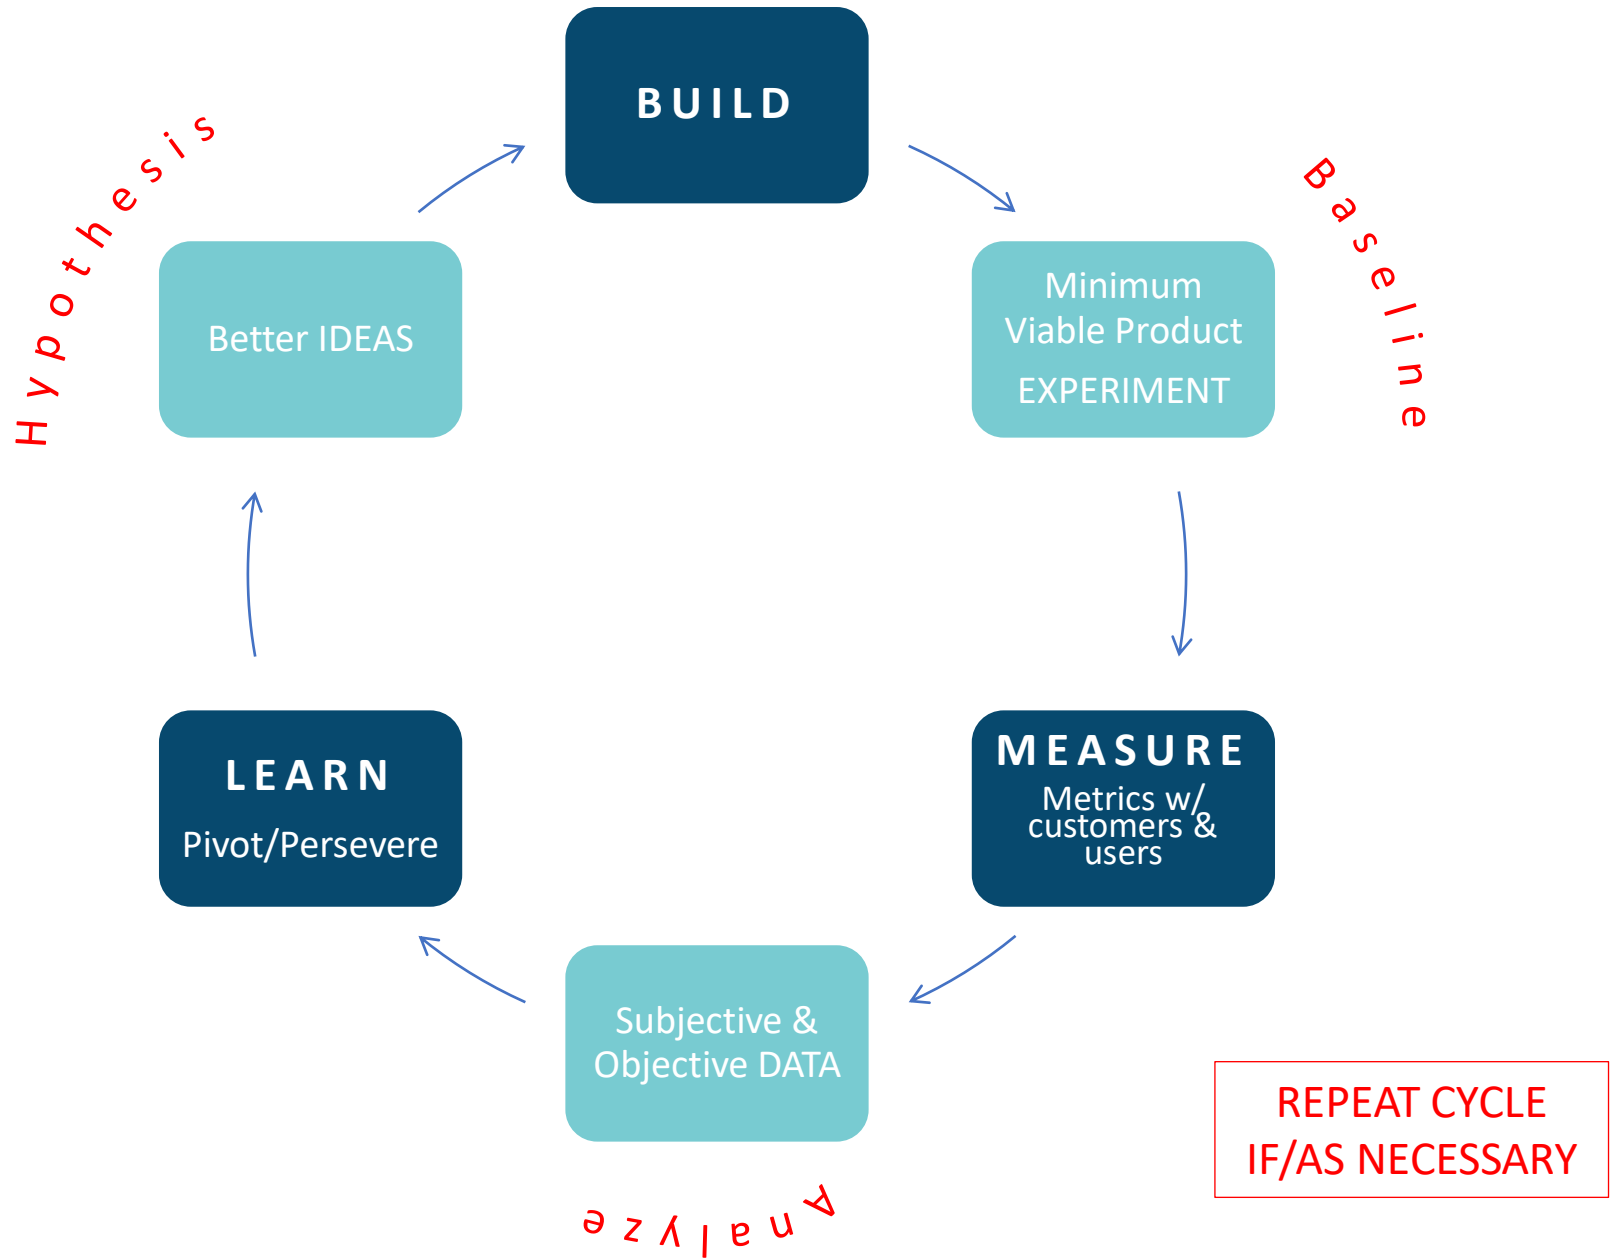 BUILD
Hypothesis
Baseline
Better IDEAS
Minimum
Viable Product
EXPERIMENT
LEARN
Pivot/Persevere
MEASURE
Metrics w/
customers &
users
Subjective &
Objective DATA
Analyze
REPEAT CYCLE
IF/AS NECESSARY